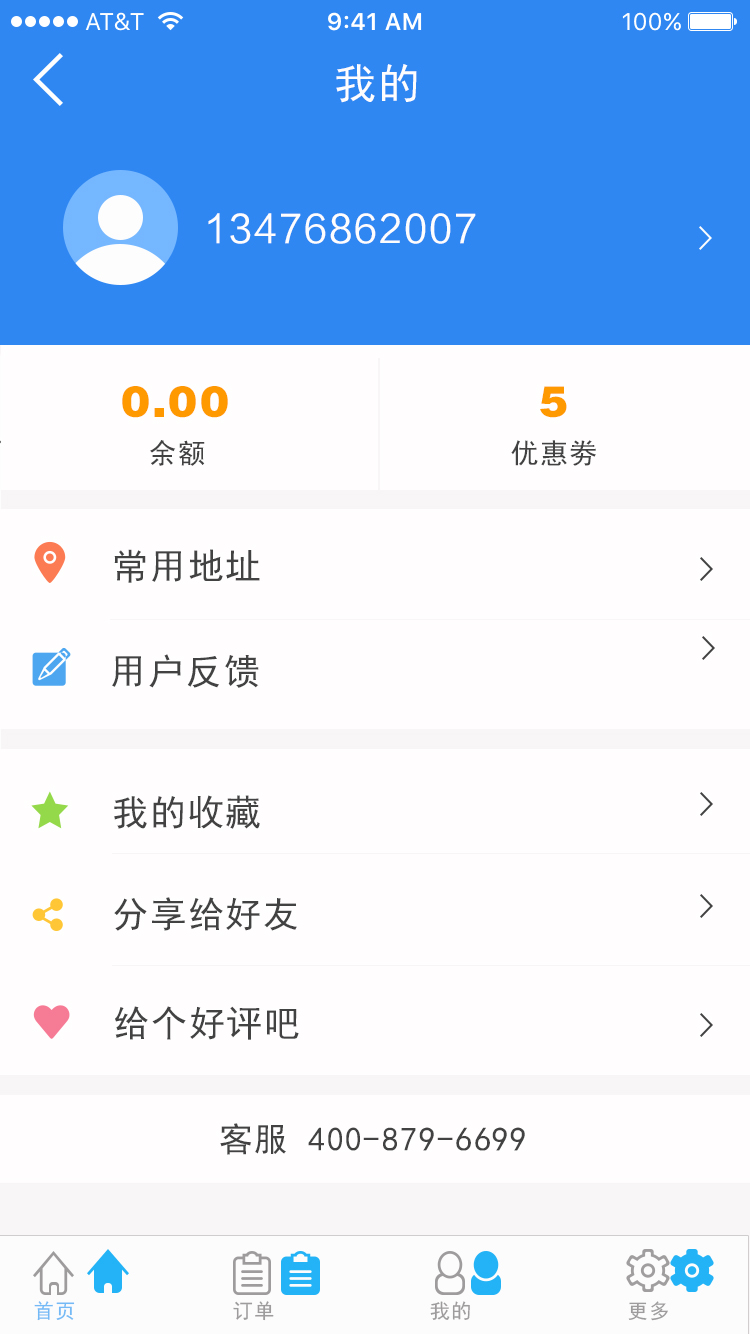 AT&T 9:41 AM 100%
我的
13476862007
0.00 5
余额 优惠劵
常用地址
用户反馈
我的收藏
分享给好友
给个好评吧
客服 400-879-6699
首页 订单 我的 更多